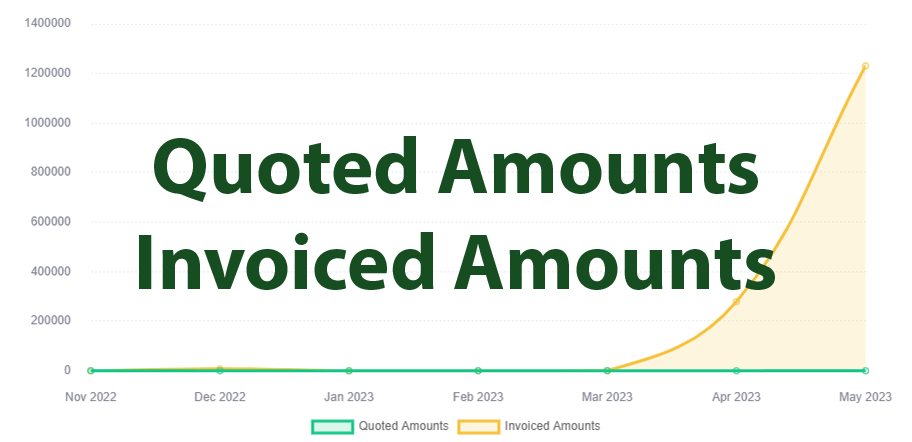 1400000
1200000
1000000
800000
600000
400000
200000
0
Quoted Amounts
Invoiced Amounts
Nov 2022 Dec 2022 Jan 2023 Feb 2023 Mar 2023 Apr 2023 May 2023
Quoted Amounts Invoiced Amounts